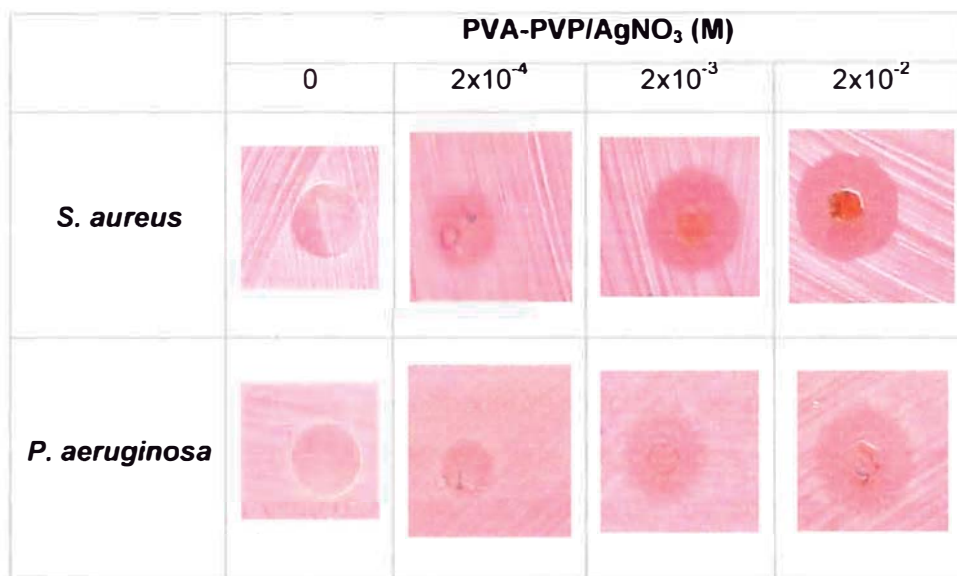 PVA-PVP/AgNO₃ (M)
0 2x10⁻⁴ 2x10⁻³ 2x10⁻²
S. aureus
P. aeruginosa